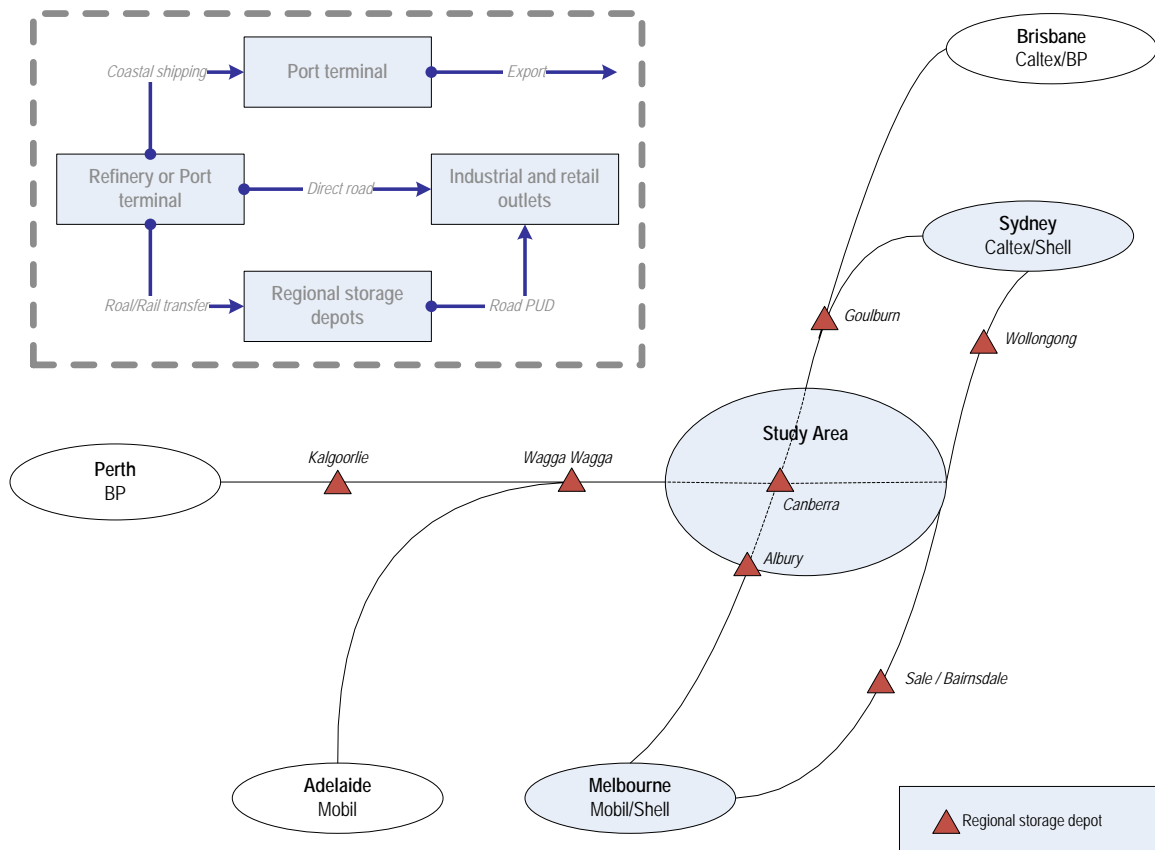 Coastal shipping
Port terminal
Export
Refinery or Port
terminal
Direct road
Industrial and retail
outlets
Roal/Rail transfer
Regional storage
depots
Road PUD
Brisbane
Caltex/BP
Sydney
Caltex/Shell
Goulburn
Wollongong
Study Area
Perth
BP
Kalgoorlie
Wagga Wagga
Canberra
Albury
Sale / Bairnsdale
Adelaide
Mobil
Melbourne
Mobil/Shell
Regional storage depot